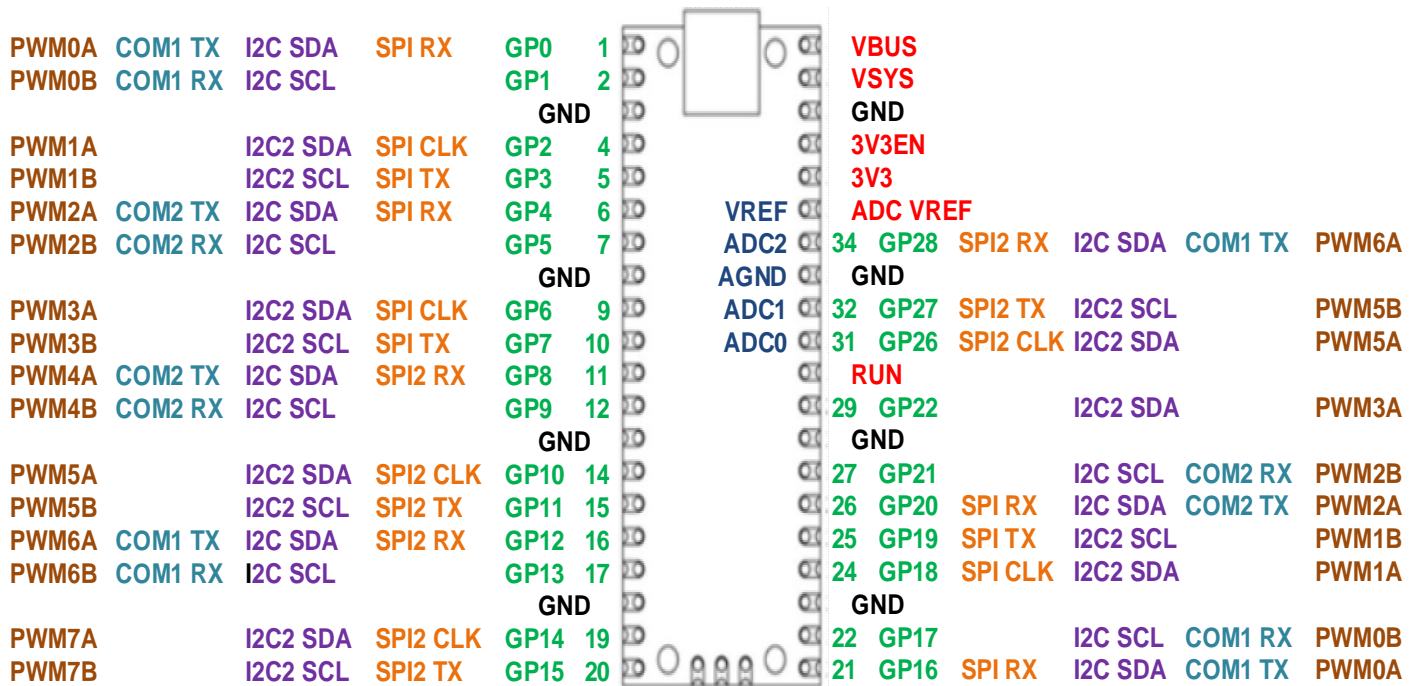 PWM0A COM1 TX I2C SDA SPI RX GP0 1 VBUS
PWM0B COM1 RX I2C SCL GP1 2 VSYS
GND GND
PWM1A I2C2 SDA SPI CLK GP2 4 3V3EN
PWM1B I2C2 SCL SPI TX GP3 5 3V3
PWM2A COM2 TX I2C SDA SPI RX GP4 6 VREF ADC VREF
PWM2B COM2 RX I2C SCL GP5 7 ADC2 34 GP28 SPI2 RX I2C SDA COM1 TX PWM6A
GND AGND GND
PWM3A I2C2 SDA SPI CLK GP6 9 ADC1 32 GP27 SPI2 TX I2C2 SCL PWM5B
PWM3B I2C2 SCL SPI TX GP7 10 ADC0 31 GP26 SPI2 CLK I2C2 SDA PWM5A
PWM4A COM2 TX I2C SDA SPI2 RX GP8 11 RUN
PWM4B COM2 RX I2C SCL GP9 12 29 GP22 I2C2 SDA PWM3A
GND GND
PWM5A I2C2 SDA SPI2 CLK GP10 14 27 GP21 I2C SCL COM2 RX PWM2B
PWM5B I2C2 SCL SPI2 TX GP11 15 26 GP20 SPI RX I2C SDA COM2 TX PWM2A
PWM6A COM1 TX I2C SDA SPI2 RX GP12 16 25 GP19 SPI TX I2C2 SCL PWM1B
PWM6B COM1 RX I2C SCL GP13 17 24 GP18 SPI CLK I2C2 SDA PWM1A
GND GND
PWM7A I2C2 SDA SPI2 CLK GP14 19 22 GP17 I2C SCL COM1 RX PWM0B
PWM7B I2C2 SCL SPI2 TX GP15 20 21 GP16 SPI RX I2C SDA COM1 TX PWM0A